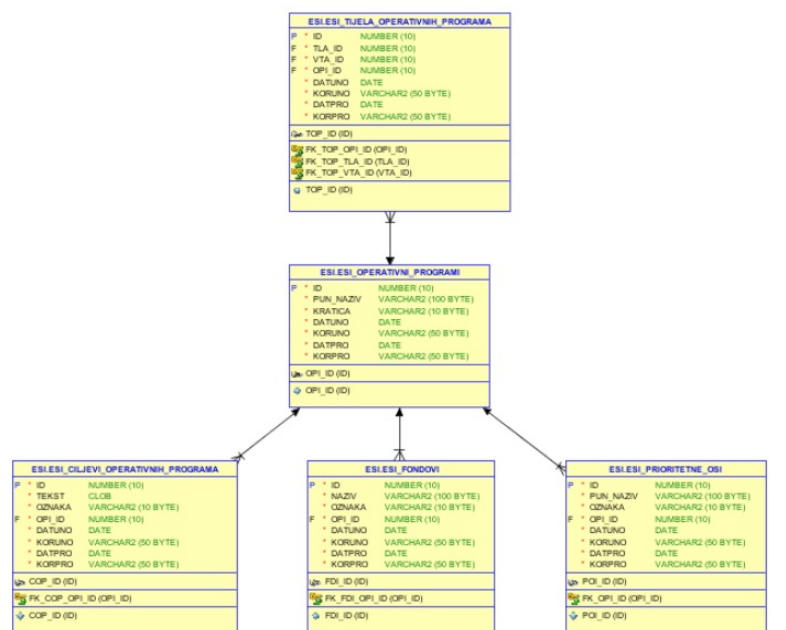 ESI.ESI_TIJELA_OPERATIVNIH_PROGRAMA
P * ID NUMBER (10)
F * TLA_ID NUMBER (10)
F * VTA_ID NUMBER (10)
F * OPI_ID NUMBER (10)
* DATUNO DATE
* KORUNO VARCHAR2 (50 BYTE)
* DATPRO DATE
* KORPRO VARCHAR2 (50 BYTE)
TOP_ID (ID)
FK_TOP_OPI_ID (OPI_ID)
FK_TOP_TLA_ID (TLA_ID)
FK_TOP_VTA_ID (VTA_ID)
TOP_ID (ID)
ESI.ESI_OPERATIVNI_PROGRAMI
P * ID NUMBER (10)
* PUN_NAZIV VARCHAR2 (100 BYTE)
* KRATICA VARCHAR2 (10 BYTE)
* DATUNO DATE
* KORUNO VARCHAR2 (50 BYTE)
* DATPRO DATE
* KORPRO VARCHAR2 (50 BYTE)
OPI_ID (ID)
OPI_ID (ID)
ESI.ESI_CILJEVI_OPERATIVNIH_PROGRAMA
P * ID NUMBER (10)
* TEKST CLOB
* OZNAKA VARCHAR2 (10 BYTE)
F * OPI_ID NUMBER (10)
* DATUNO DATE
* KORUNO VARCHAR2 (50 BYTE)
* DATPRO DATE
* KORPRO VARCHAR2 (50 BYTE)
COP_ID (ID)
FK_COP_OPI_ID (OPI_ID)
COP_ID (ID)
ESI.ESI_FONDOVI
P * ID NUMBER (10)
* NAZIV VARCHAR2 (100 BYTE)
* OZNAKA VARCHAR2 (10 BYTE)
F * OPI_ID NUMBER (10)
* DATUNO DATE
* KORUNO VARCHAR2 (50 BYTE)
* DATPRO DATE
* KORPRO VARCHAR2 (50 BYTE)
FDI_ID (ID)
FK_FDI_OPI_ID (OPI_ID)
FDI_ID (ID)
ESI.ESI_PRIORITETNE_OSI
P * ID NUMBER (10)
* PUN_NAZIV VARCHAR2 (100 BYTE)
* OZNAKA VARCHAR2 (10 BYTE)
F * OPI_ID NUMBER (10)
* DATUNO DATE
* KORUNO VARCHAR2 (50 BYTE)
* DATPRO DATE
* KORPRO VARCHAR2 (50 BYTE)
POI_ID (ID)
FK_OPI_ID (OPI_ID)
POI_ID (ID)